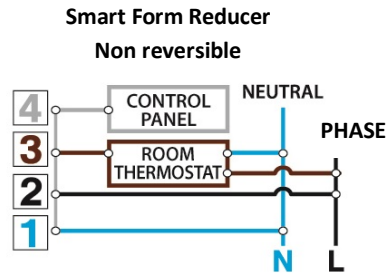 Smart Form Reducer
Non reversible
4
CONTROL
PANEL
NEUTRAL
PHASE
3
ROOM
THERMOSTAT
2
1
N
L